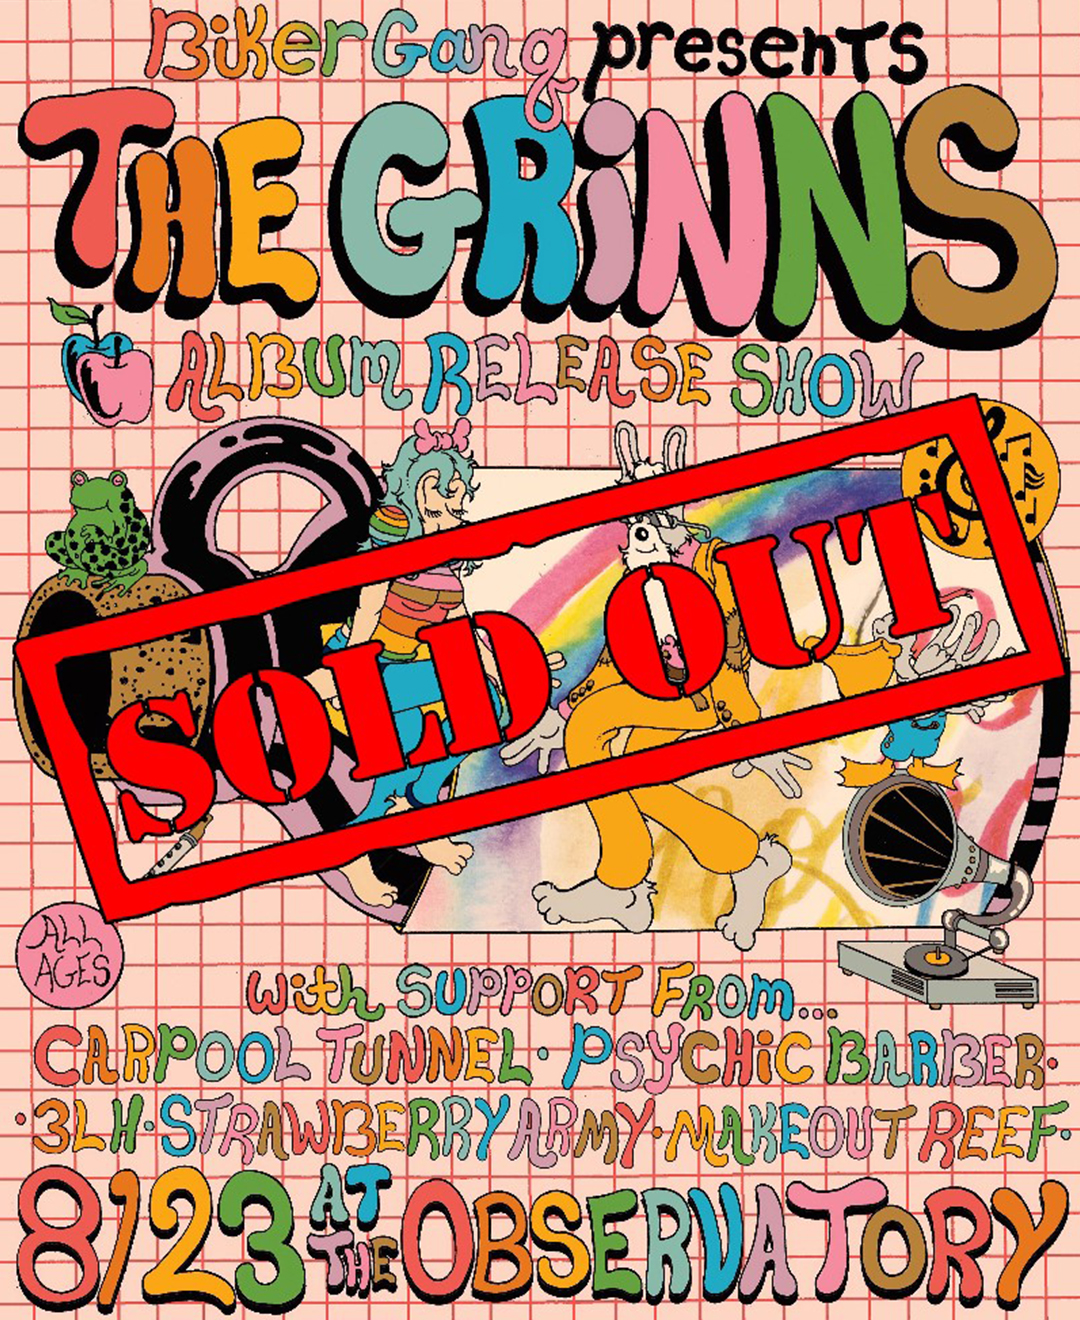 BiKer Gang presents
THE GRiNNS
ALBUM RELEASE SHOW
SOLD OUT
ALL
AGES
with SUPPORT FROM...
CARPOOL TUNNEL · PSYCHiC BARBER ·
· 3LH · STRAWBERRY ARMY · MAKEOUT REEF ·
8/23 AT THE OBSERVATORY